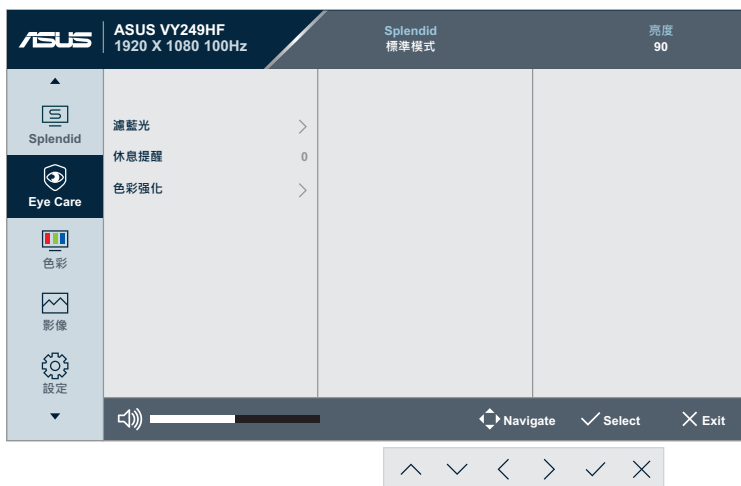 ASUS
ASUS VY249HF
1920 X 1080 100Hz
Splendid
標準模式
亮度
90
Splendid
Eye Care
色彩
影像
設定
濾藍光
休息提醒 0
色彩强化
Navigate
Select
Exit